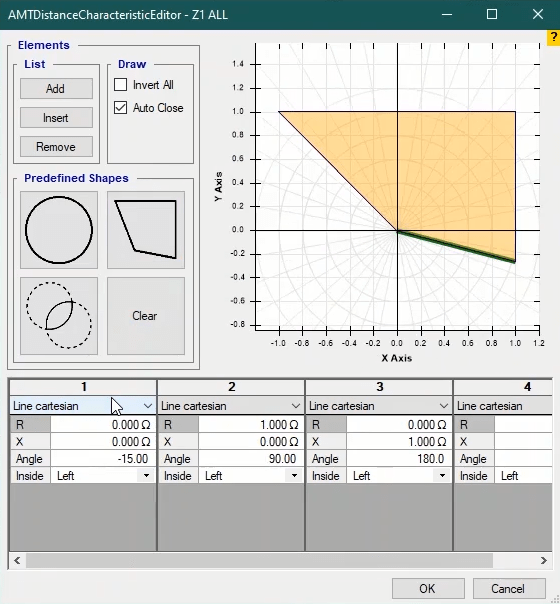 AMTDistanceCharacteristicEditor - Z1 ALL
?
Elements
List
Add
Insert
Remove
Draw
Invert All
Auto Close
Predefined Shapes
Clear
Y Axis
1.4
1.2
1.0
0.8
0.6
0.4
0.2
0.0
-0.2
-0.4
-0.6
-0.8
-1.0 -0.8 -0.6 -0.4 -0.2 0.0 0.2 0.4 0.6 0.8 1.0 1.2
X Axis
1 2 3 4
Line cartesian Line cartesian Line cartesian Line cartesian
R 0.000 Ω R 1.000 Ω R 0.000 Ω R
X 0.000 Ω X 0.000 Ω X 1.000 Ω X
Angle -15.00 Angle 90.00 Angle 180.0 Angle
Inside Left Inside Left Inside Left Inside Left
OK Cancel